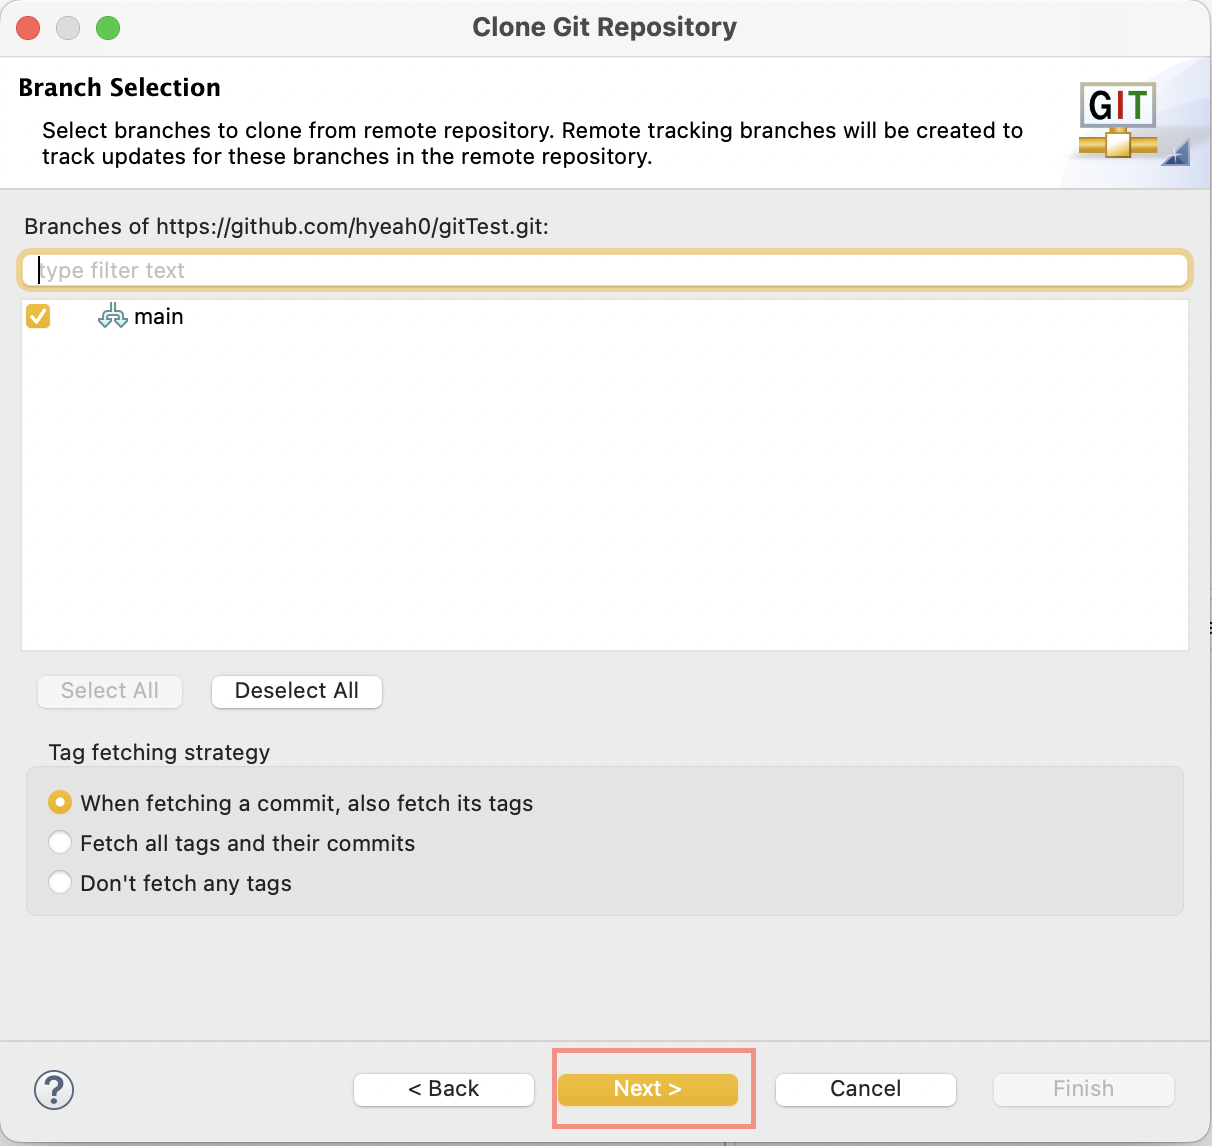 Clone Git Repository
Branch Selection
Select branches to clone from remote repository. Remote tracking branches will be created to
track updates for these branches in the remote repository.
GIT
Branches of https://github.com/hyeah0/gitTest.git:
type filter text
main
Select All
Deselect All
Tag fetching strategy
When fetching a commit, also fetch its tags
Fetch all tags and their commits
Don't fetch any tags
?
< Back
Next >
Cancel
Finish